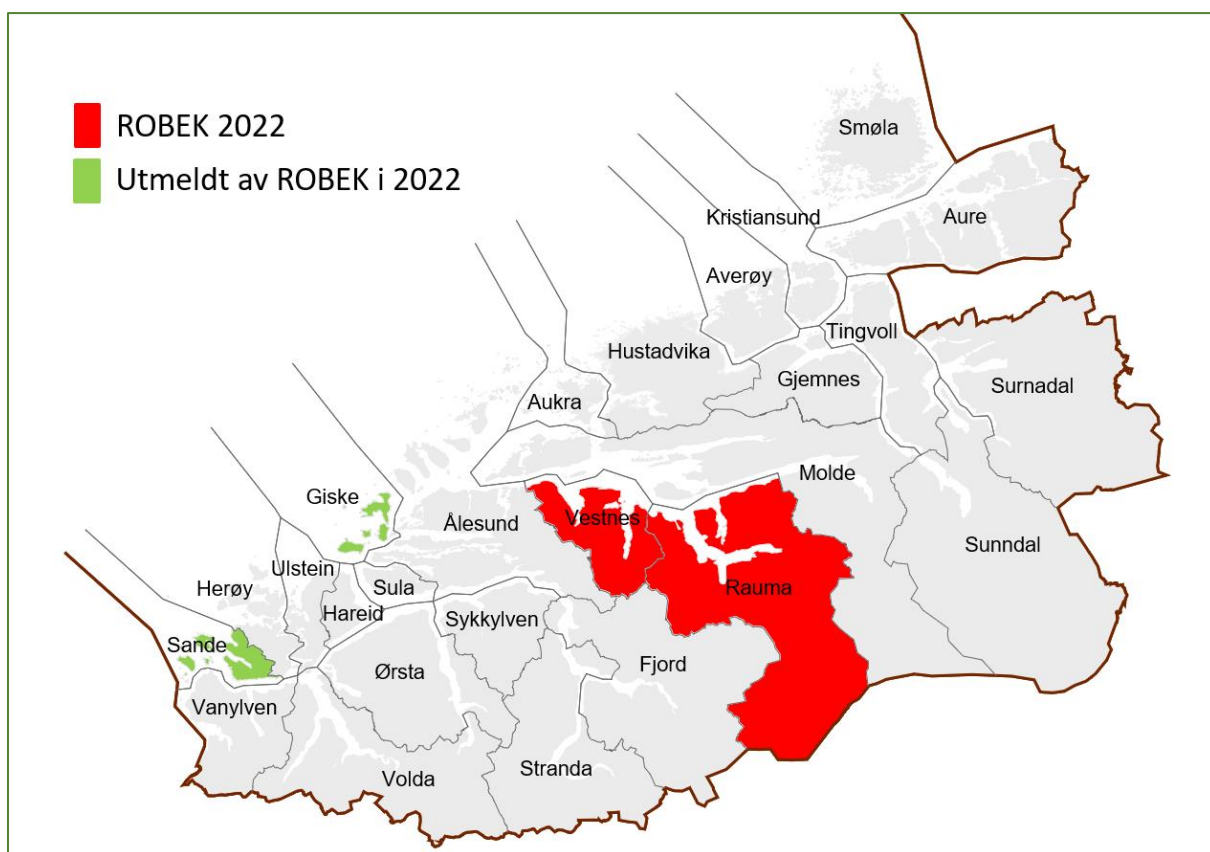 ROBEK 2022
Utmeldt av ROBEK i 2022
Smøla
Kristiansund
Aure
Averøy
Tingvoll
Hustadvika
Gjemnes
Surnadal
Aukra
Molde
Giske
Ålesund
Vestnes
Sunndal
Ulstein
Herøy
Sula
Rauma
Hareid
Sykkylven
Sande
Fjord
Ørsta
Vanylven
Stranda
Volda